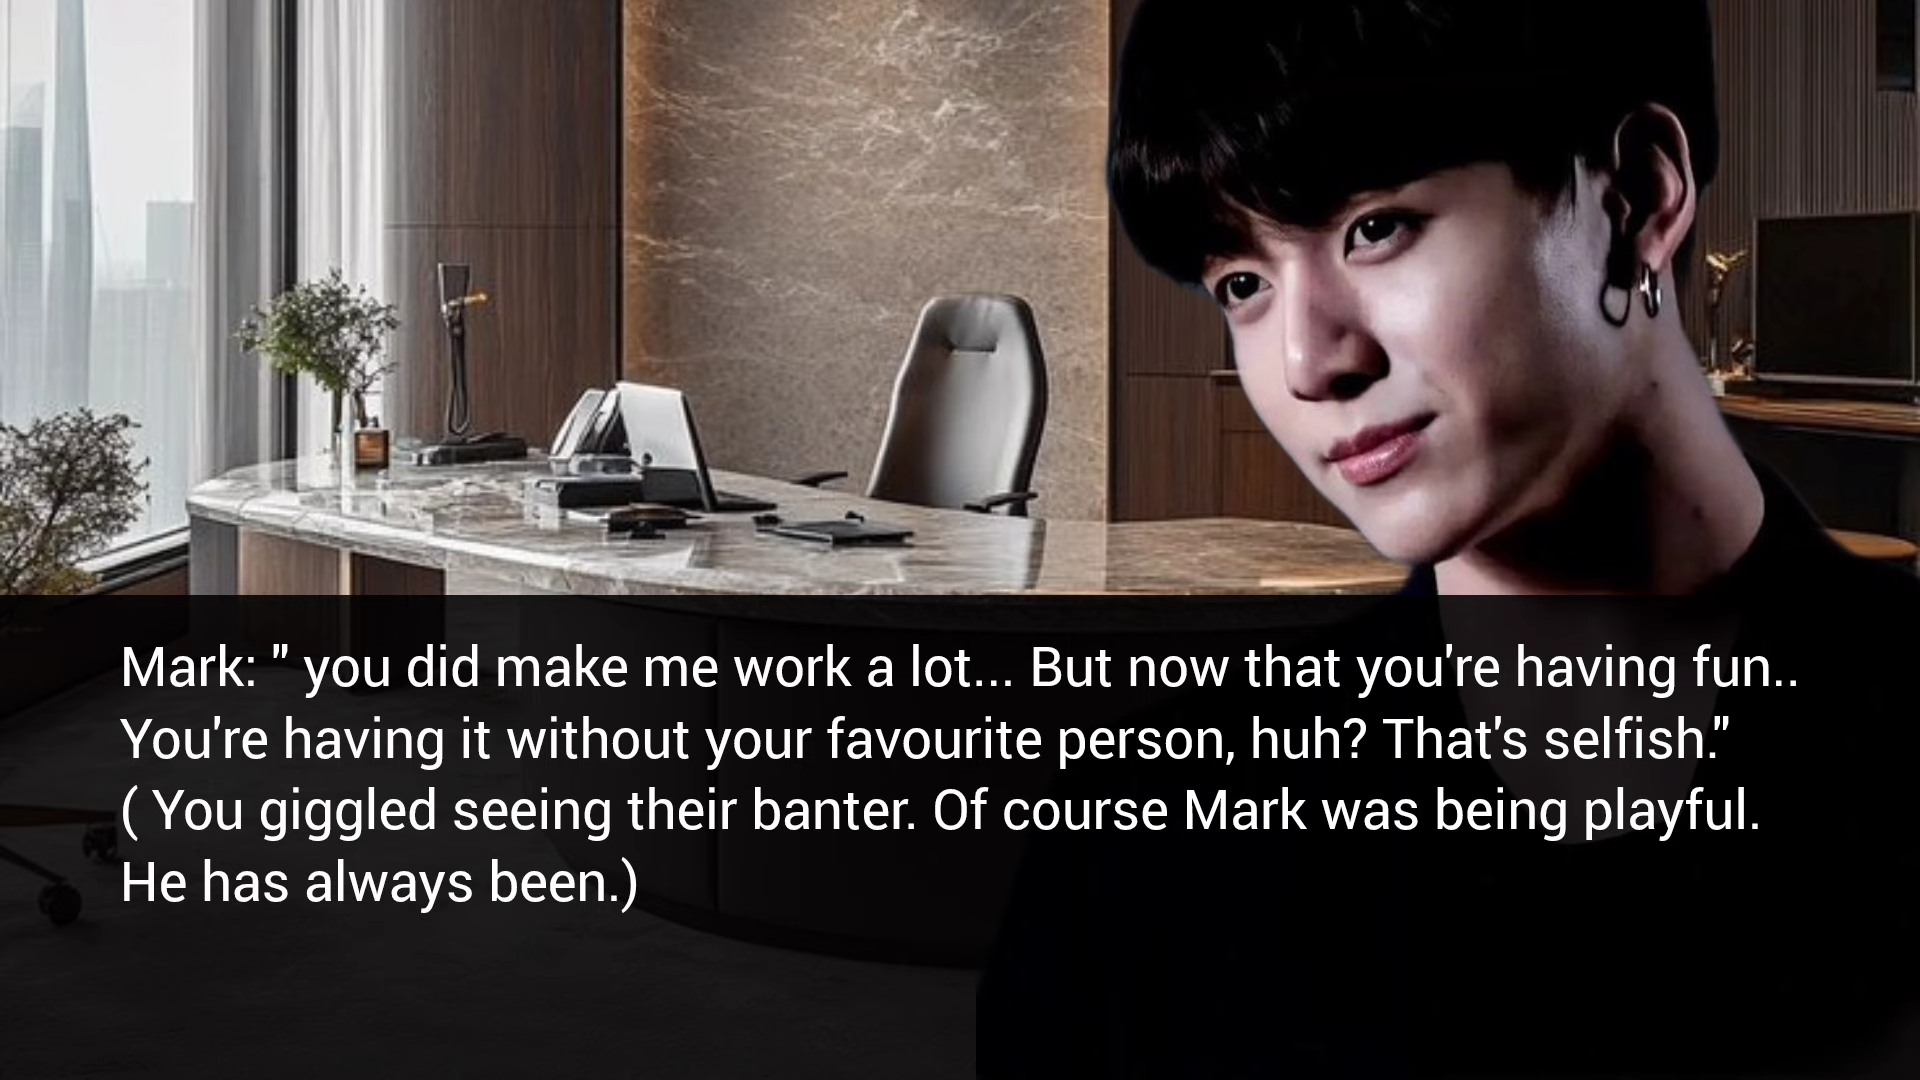 Mark: " you did make me work a lot... But now that you're having fun..
You're having it without your favourite person, huh? That's selfish."
( You giggled seeing their banter. Of course Mark was being playful.
He has always been.)